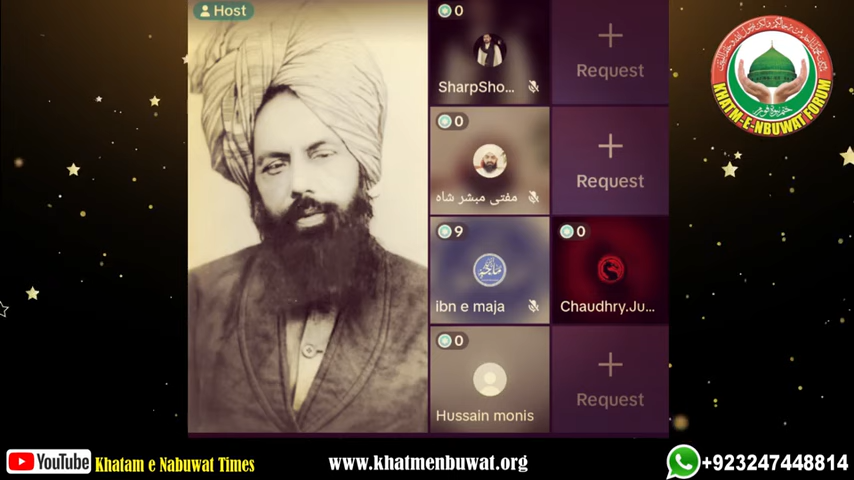 Host
0
SharpSho...
Request
0
مفتی مبشر شاہ
Request
9
ibn e maja
0
Chaudhry.Ju...
0
Hussain monis
Request
KHATM-E-NBUWAT FORUM
YouTube Khatam e Nabuwat Times
www.khatmenbuwat.org
+923247448814